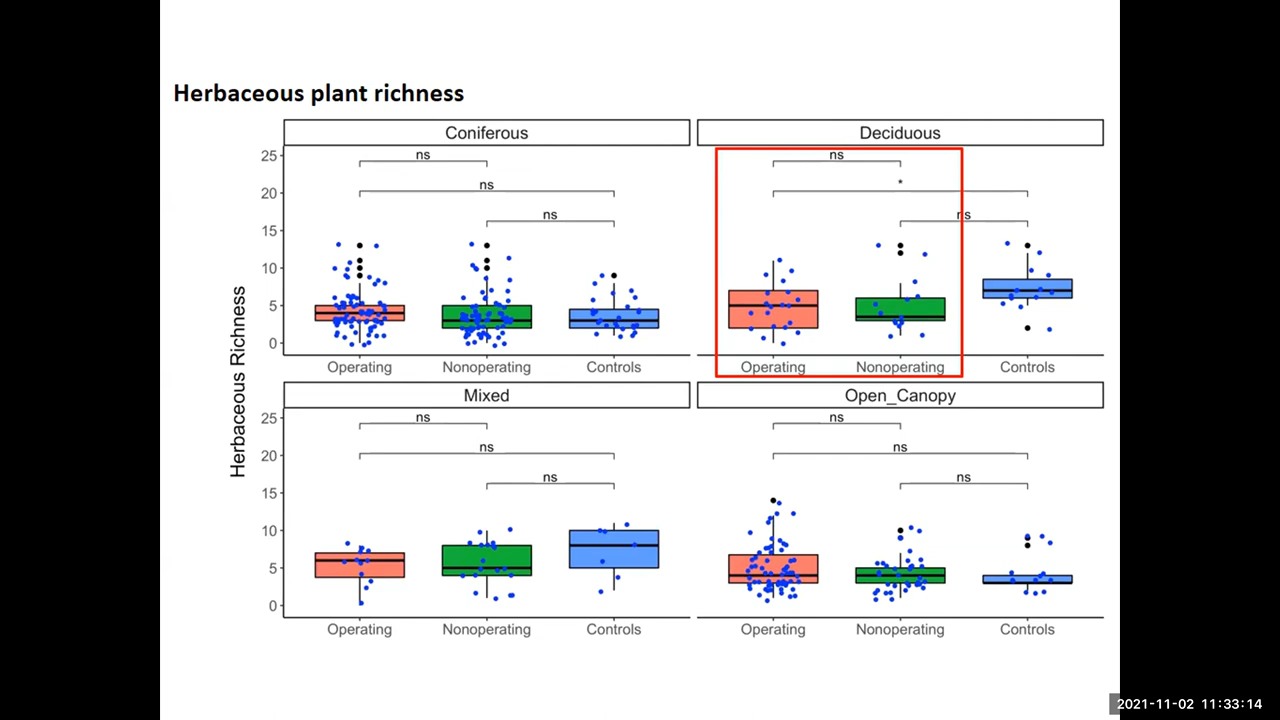 Herbaceous plant richness
Herbaceous Richness
Coniferous
25
20
15
10
5
0
ns
ns
ns
Operating Nonoperating Controls
Deciduous
ns
*
ns
Operating Nonoperating Controls
Mixed
25
20
15
10
5
0
ns
ns
ns
Operating Nonoperating Controls
Open_Canopy
ns
ns
ns
Operating Nonoperating Controls
2021-11-02 11:33:14